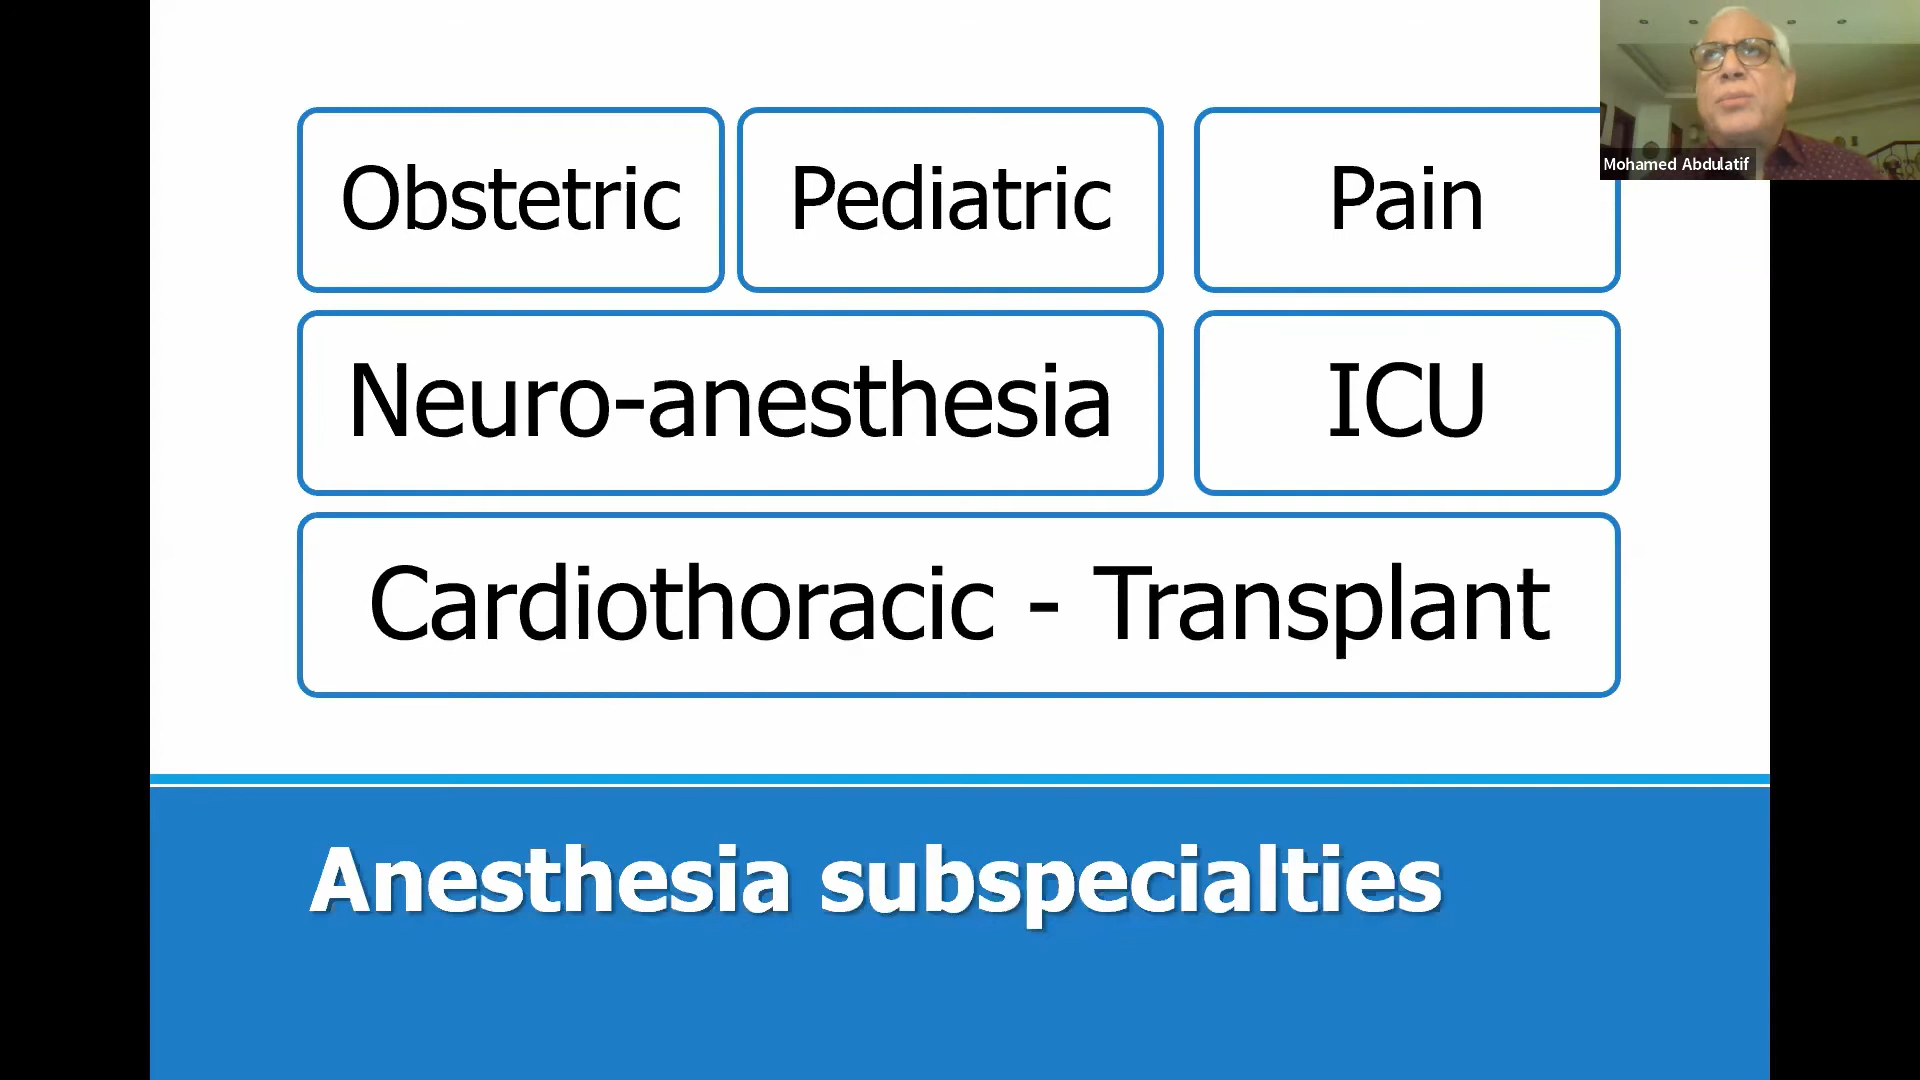 Obstetric
Pediatric
Pain
Mohamed Abdulatif
Neuro-anesthesia
ICU
Cardiothoracic - Transplant
Anesthesia subspecialties